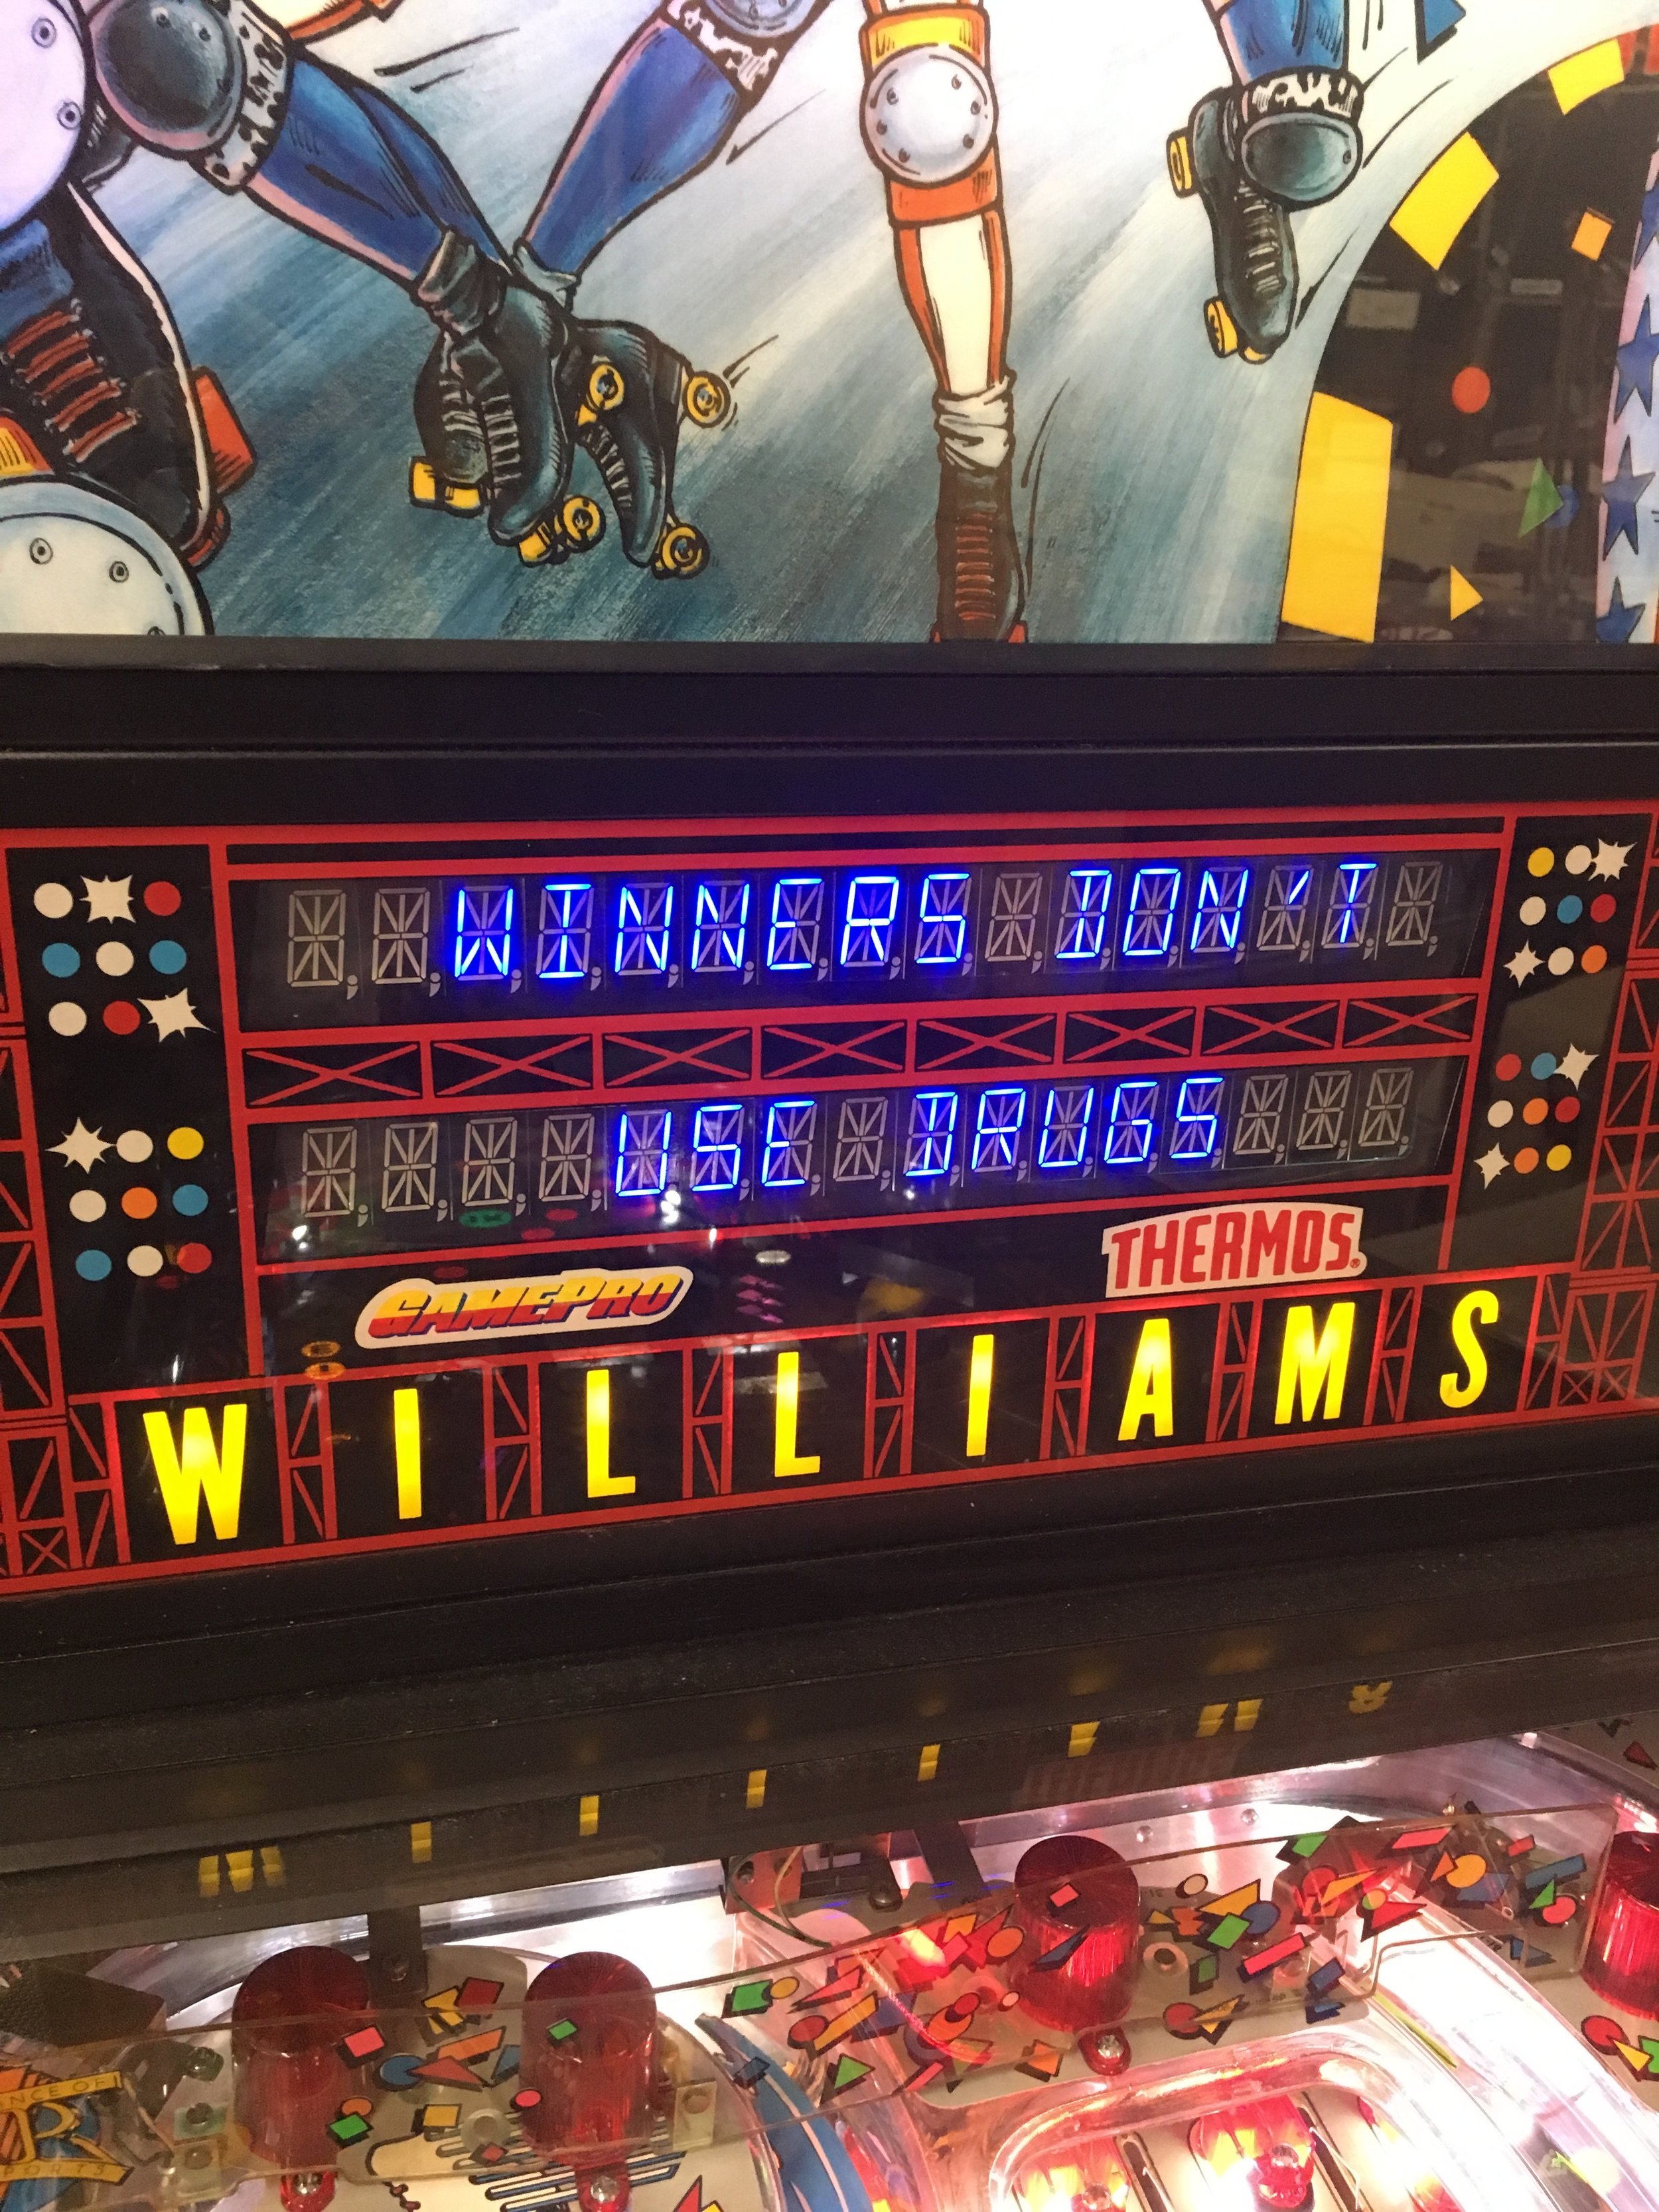 WINNERS DON'T
USE DRUGS
THERMOS®
GAMEPRO
WILLIAMS